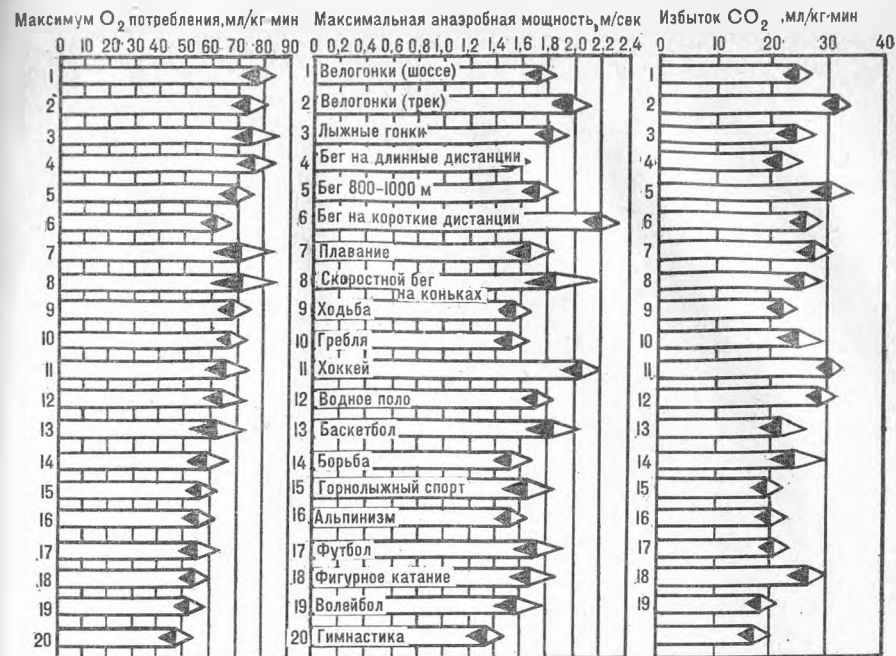 Максимум O2 потребления, мл/кг мин
0 10 20 30 40 50 60 70 80 90
1
2
3
4
5
6
7
8
9
10
11
12
13
14
15
16
17
18
19
20
Максимальная анаэробная мощность, м/сек
0 0,2 0,4 0,6 0,8 1,0 1,2 1,4 1,6 1,8 2,0 2,2 2,4
1 Велогонки (шоссе)
2 Велогонки (трек)
3 Лыжные гонки
4 Бег на длинные дистанции
5 Бег 800-1000 м
6 Бег на короткие дистанции
7 Плавание
8 Скоростной бег
на коньках
9 Ходьба
10 Гребля
11 Хоккей
12 Водное поло
13 Баскетбол
14 Борьба
15 Горнолыжный спорт
16 Альпинизм
17 Футбол
18 Фигурное катание
19 Волейбол
20 Гимнастика
Избыток CO2, мл/кг·мин
0 10 20 30 40
1
2
3
4
5
6
7
8
9
10
11
12
13
14
15
16
17
18
19